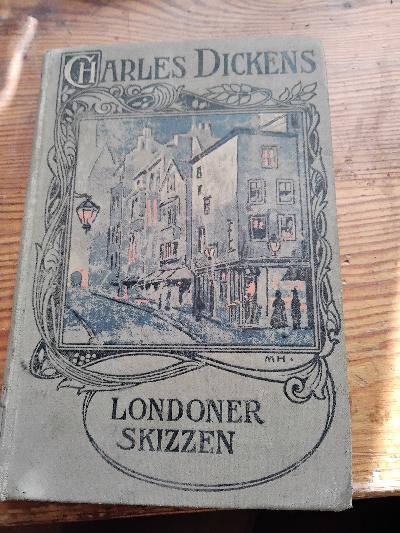 CHARLES DICKENS
MH.
LONDONER
SKIZZEN